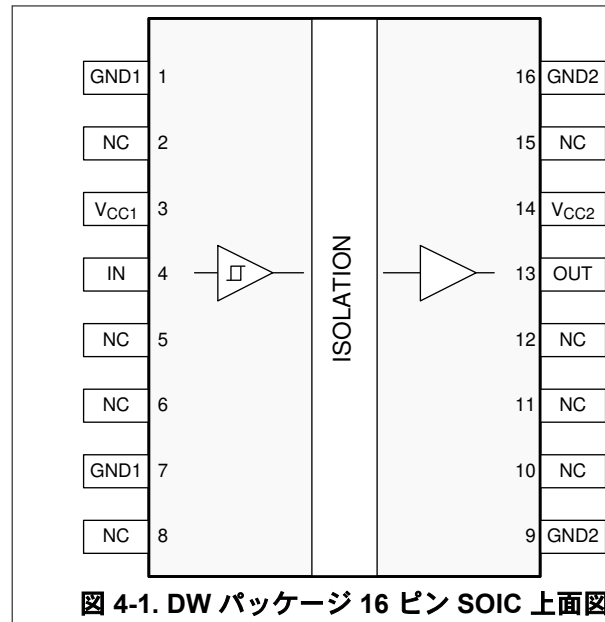 GND1 1 16 GND2
NC 2 15 NC
VCC1 3 14 VCC2
IN 4 13 OUT
ISOLATION
NC 5 12 NC
NC 6 11 NC
GND1 7 10 NC
NC 8 9 GND2
図 4-1. DW パッケージ 16 ピン SOIC 上面図